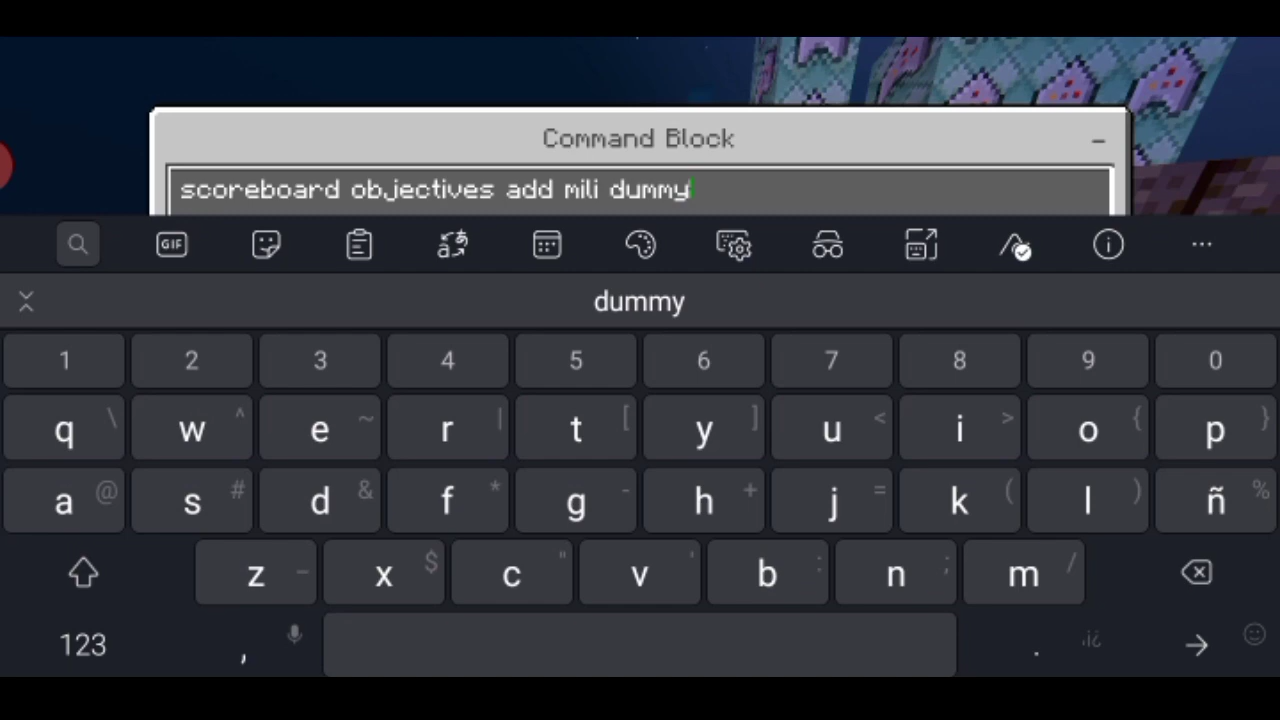 Command Block
scoreboard objectives add mili dummy
GIF
dummy
1 2 3 4 5 6 7 8 9 0
q \ w ^ e ~ r | t [ y ] u < i > o { p }
a @ s # d & f * g - h + j = k ( l ) ñ %
z _ x $ c " v ' b : n ; m /
123 , . ,i¿